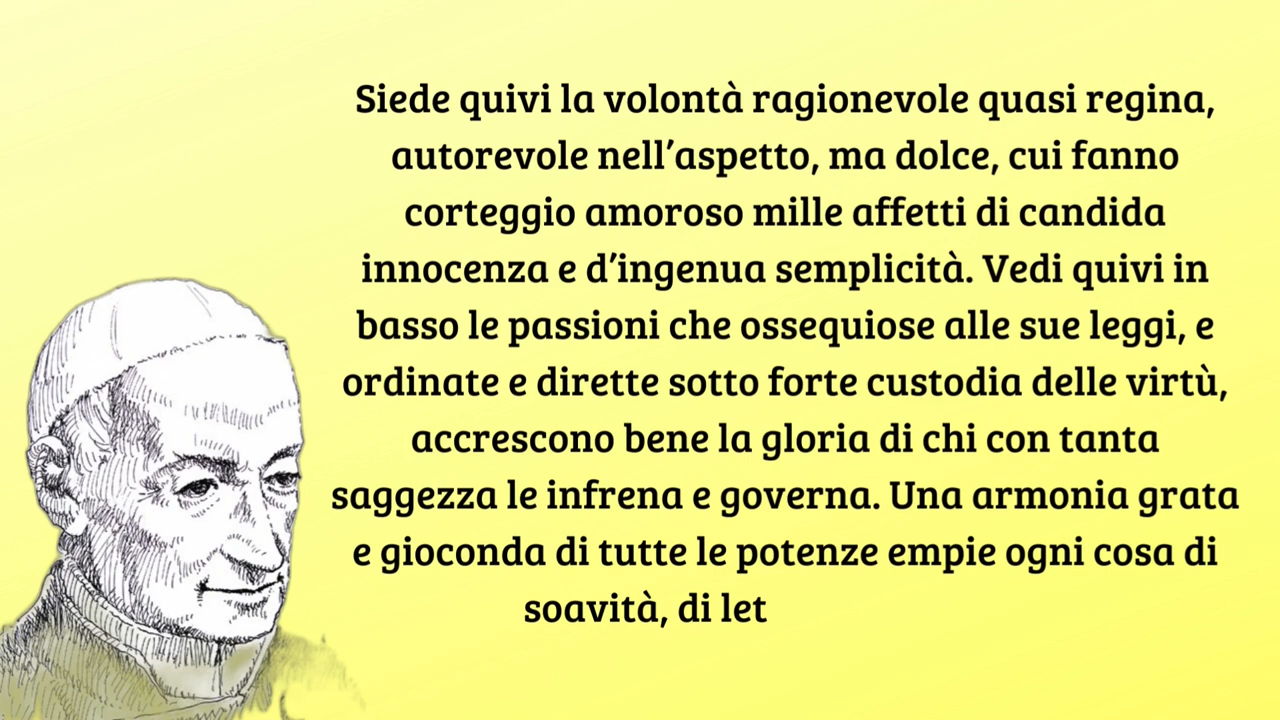 Siede quivi la volontà ragionevole quasi regina,
autorevole nell’aspetto, ma dolce, cui fanno
corteggio amoroso mille affetti di candida
innocenza e d’ingenua semplicità. Vedi quivi in
basso le passioni che ossequiose alle sue leggi, e
ordinate e dirette sotto forte custodia delle virtù,
accrescono bene la gloria di chi con tanta
saggezza le infrena e governa. Una armonia grata
e gioconda di tutte le potenze empie ogni cosa di
soavità, di let